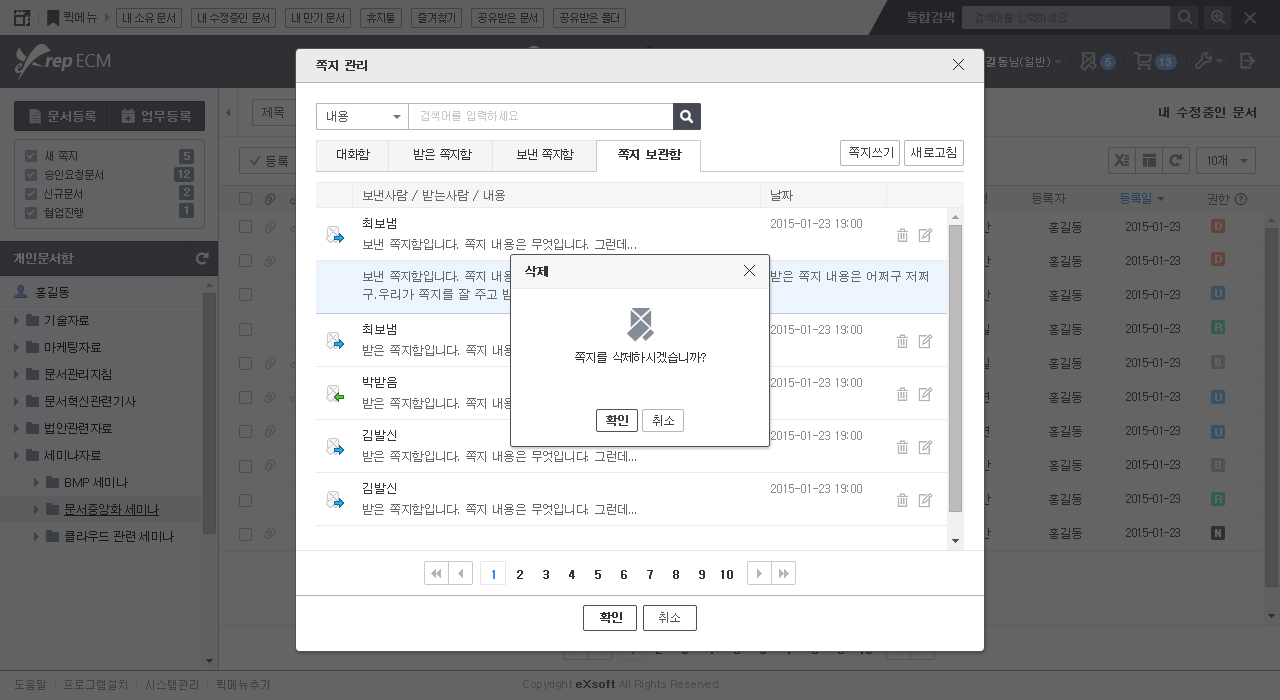 퀵메뉴 내 소유 문서 내 수정중인 문서 내 만기 문서 휴지통 즐겨찾기 공유받은 문서 공유받은 폴더 통합검색 검색어를 입력하세요
eXrep ECM 길동님(일반) 5 13
문서등록 업무등록
새 쪽지 5
승인요청문서 12
신규문서 2
협업진행 1
개인문서함
홍길동
기술자료
마케팅자료
문서관리지침
문서혁신관련기사
법안관련자료
세미나자료
BMP 세미나
문서중앙화 세미나
클라우드 관련 세미나
제목 내 수정중인 문서
등록 10개
등록자 등록일 권한
홍길동 2015-01-23 D
홍길동 2015-01-23 D
홍길동 2015-01-23 U
홍길동 2015-01-23 R
홍길동 2015-01-23 B
홍길동 2015-01-23 U
홍길동 2015-01-23 U
홍길동 2015-01-23 B
홍길동 2015-01-23 R
홍길동 2015-01-23 N
쪽지 관리
내용 검색어를 입력하세요
대화함 받은 쪽지함 보낸 쪽지함 쪽지 보관함 쪽지쓰기 새로고침
보낸사람 / 받는사람 / 내용 날짜
최보냄 2015-01-23 19:00
보낸 쪽지함입니다. 쪽지 내용은 무엇입니다. 그런데...
보낸 쪽지함입니다. 쪽지 내용 받은 쪽지 내용은 어쩌구 저쩌
구.우리가 쪽지를 잘 주고
최보냄 2015-01-23 19:00
받은 쪽지함입니다. 쪽지 내용
박받음 2015-01-23 19:00
받은 쪽지함입니다. 쪽지 내용
김발신 2015-01-23 19:00
받은 쪽지함입니다. 쪽지 내용은 무엇입니다. 그런데...
김발신 2015-01-23 19:00
받은 쪽지함입니다. 쪽지 내용은 무엇입니다. 그런데...
1 2 3 4 5 6 7 8 9 10
확인 취소
삭제
쪽지를 삭제하시겠습니까?
확인 취소
도움말 프로그램설치 시스템관리 퀵메뉴추가 Copyright eXsoft All Rights Reserved.